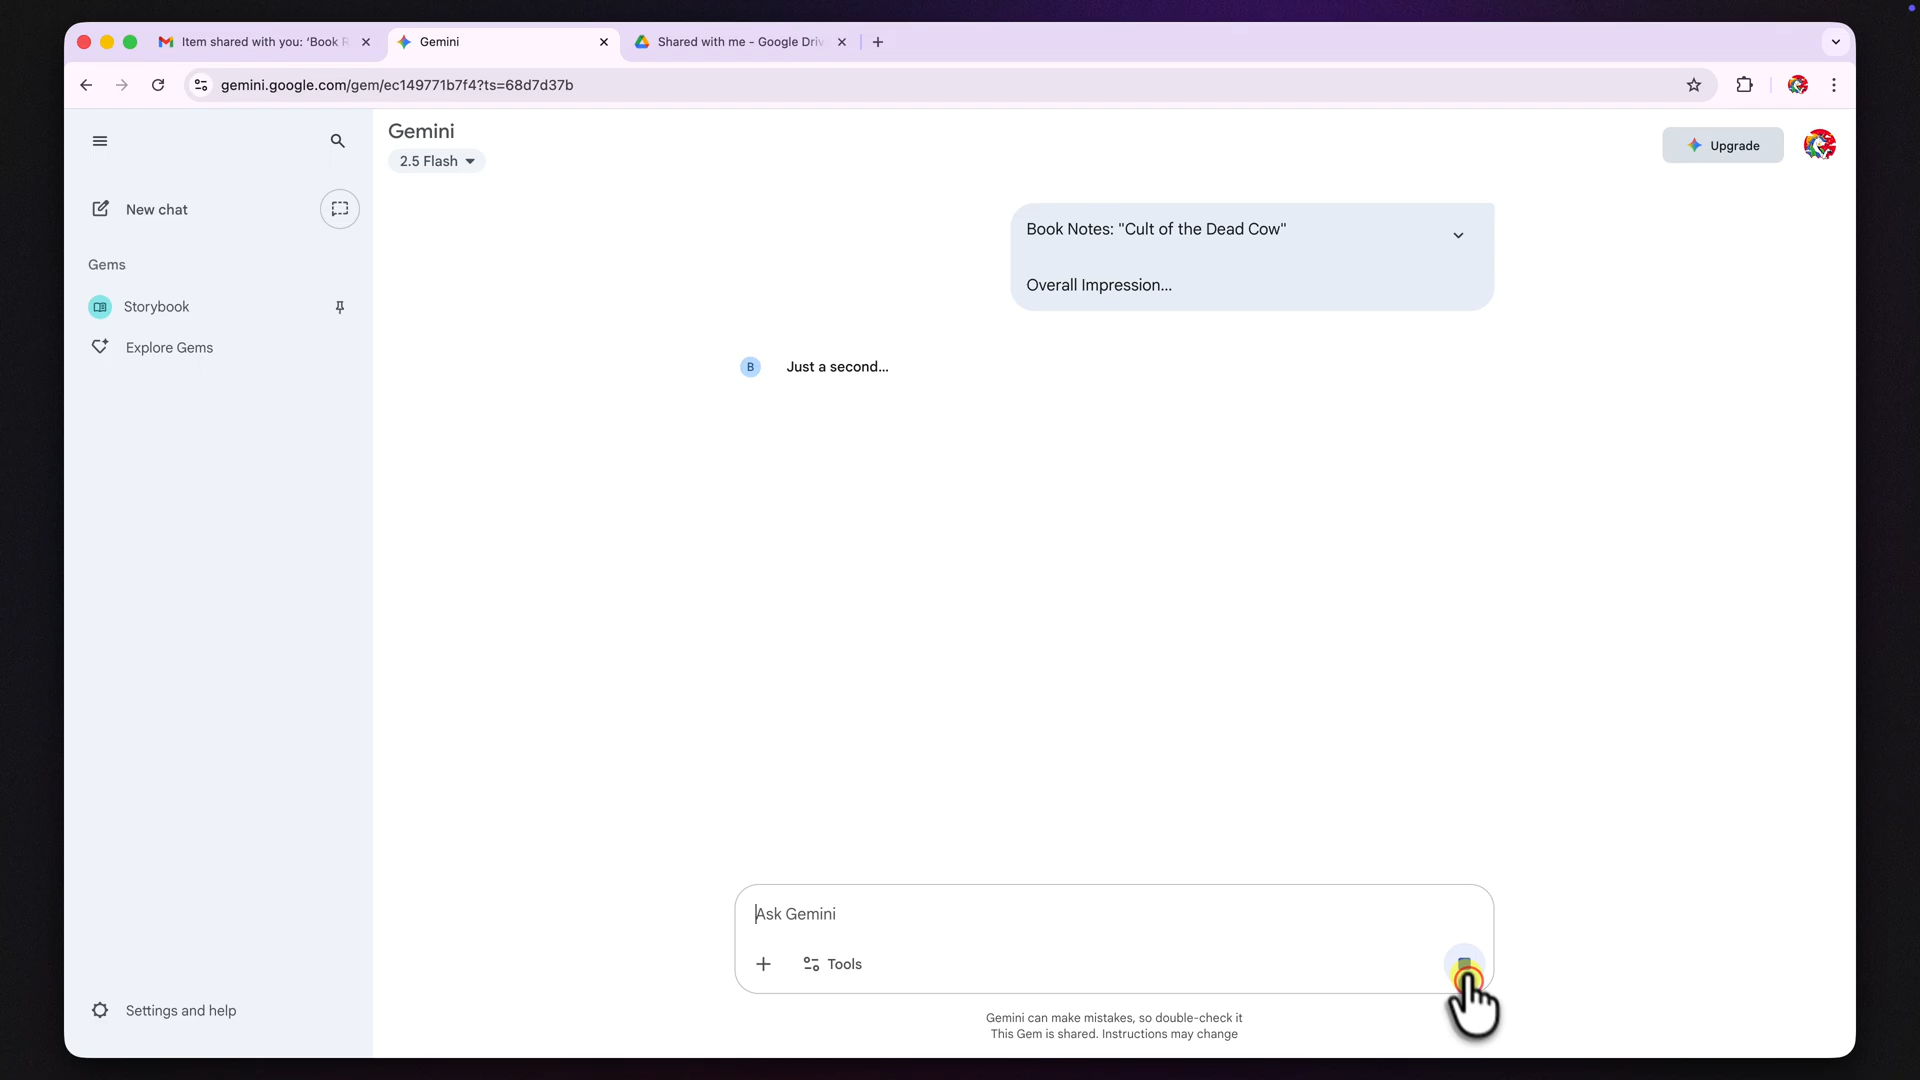 Item shared with you: 'Book R
Gemini
Shared with me - Google Driv
gemini.google.com/gem/ec149771b7f4?ts=68d7d37b
Gemini
2.5 Flash
Upgrade
New chat
Gems
Storybook
Explore Gems
Book Notes: "Cult of the Dead Cow"
Overall Impression...
B
Just a second...
Ask Gemini
Tools
Settings and help
Gemini can make mistakes, so double-check it
This Gem is shared. Instructions may change